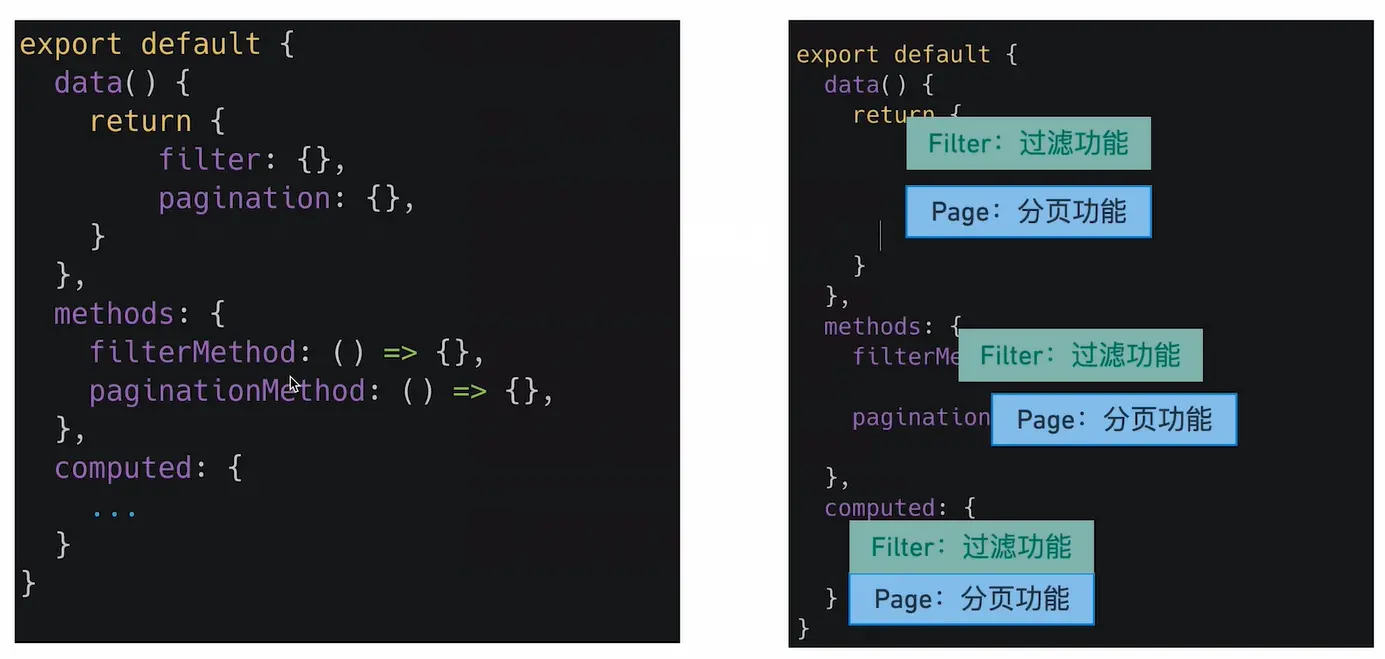 export default {
  data() {
    return {
        filter: {},
        pagination: {},
    }
  },
  methods: {
    filterMethod: () => {},
    paginationMethod: () => {},
  },
  computed: {
    ...
  }
}
export default {
  data() {
    return {
Filter：过滤功能
Page：分页功能
    }
  },
  methods: {
    filterMe Filter：过滤功能
    pagination Page：分页功能
  },
  computed: {
Filter：过滤功能
  } Page：分页功能
}